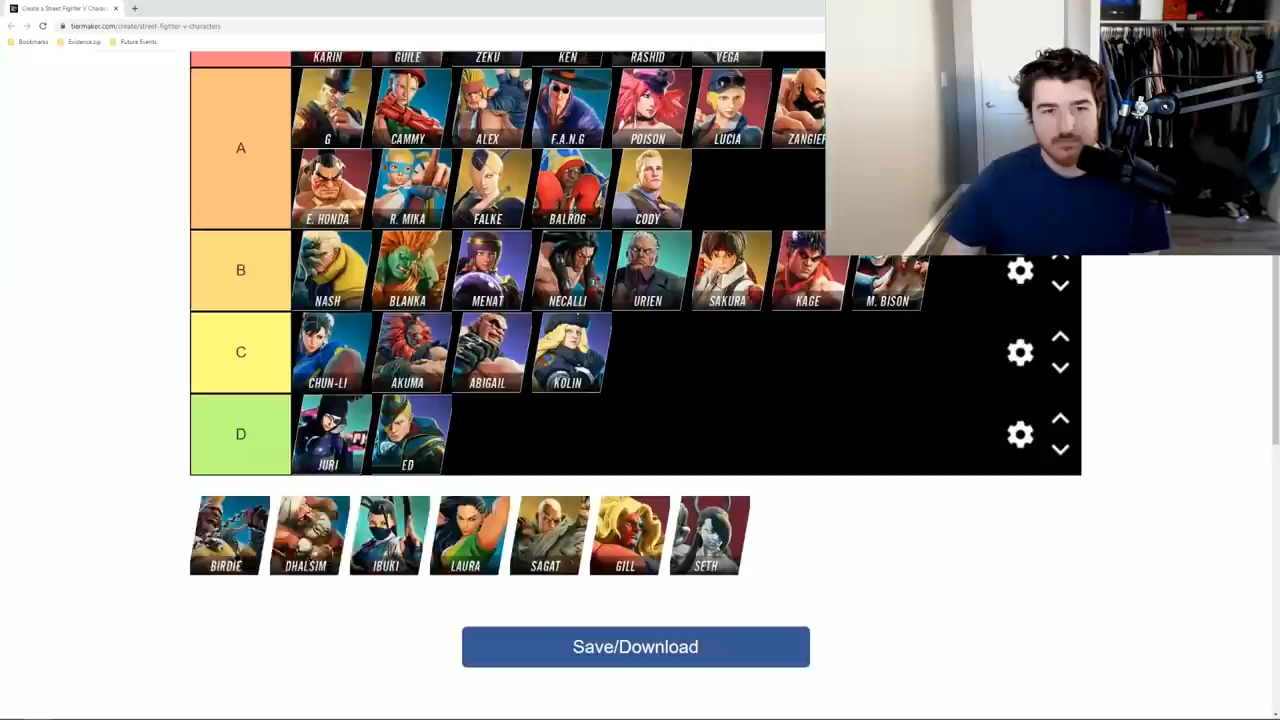 Create a Street Fighter V Charac
tiermaker.com/create/street-fighter-v-characters
Bookmarks Evidence.zip Future Events
KARIN GUILE ZEKU KEN RASHID VEGA
A
G CAMMY ALEX F.A.N.G POISON LUCIA ZANGIEF
E. HONDA R. MIKA FALKE BALROG CODY
B
NASH BLANKA MENAT NECALLI URIEN SAKURA KAGE M. BISON
C
CHUN-LI AKUMA ABIGAIL KOLIN
D
JURI ED
BIRDIE DHALSIM IBUKI LAURA SAGAT GILL SETH
Save/Download